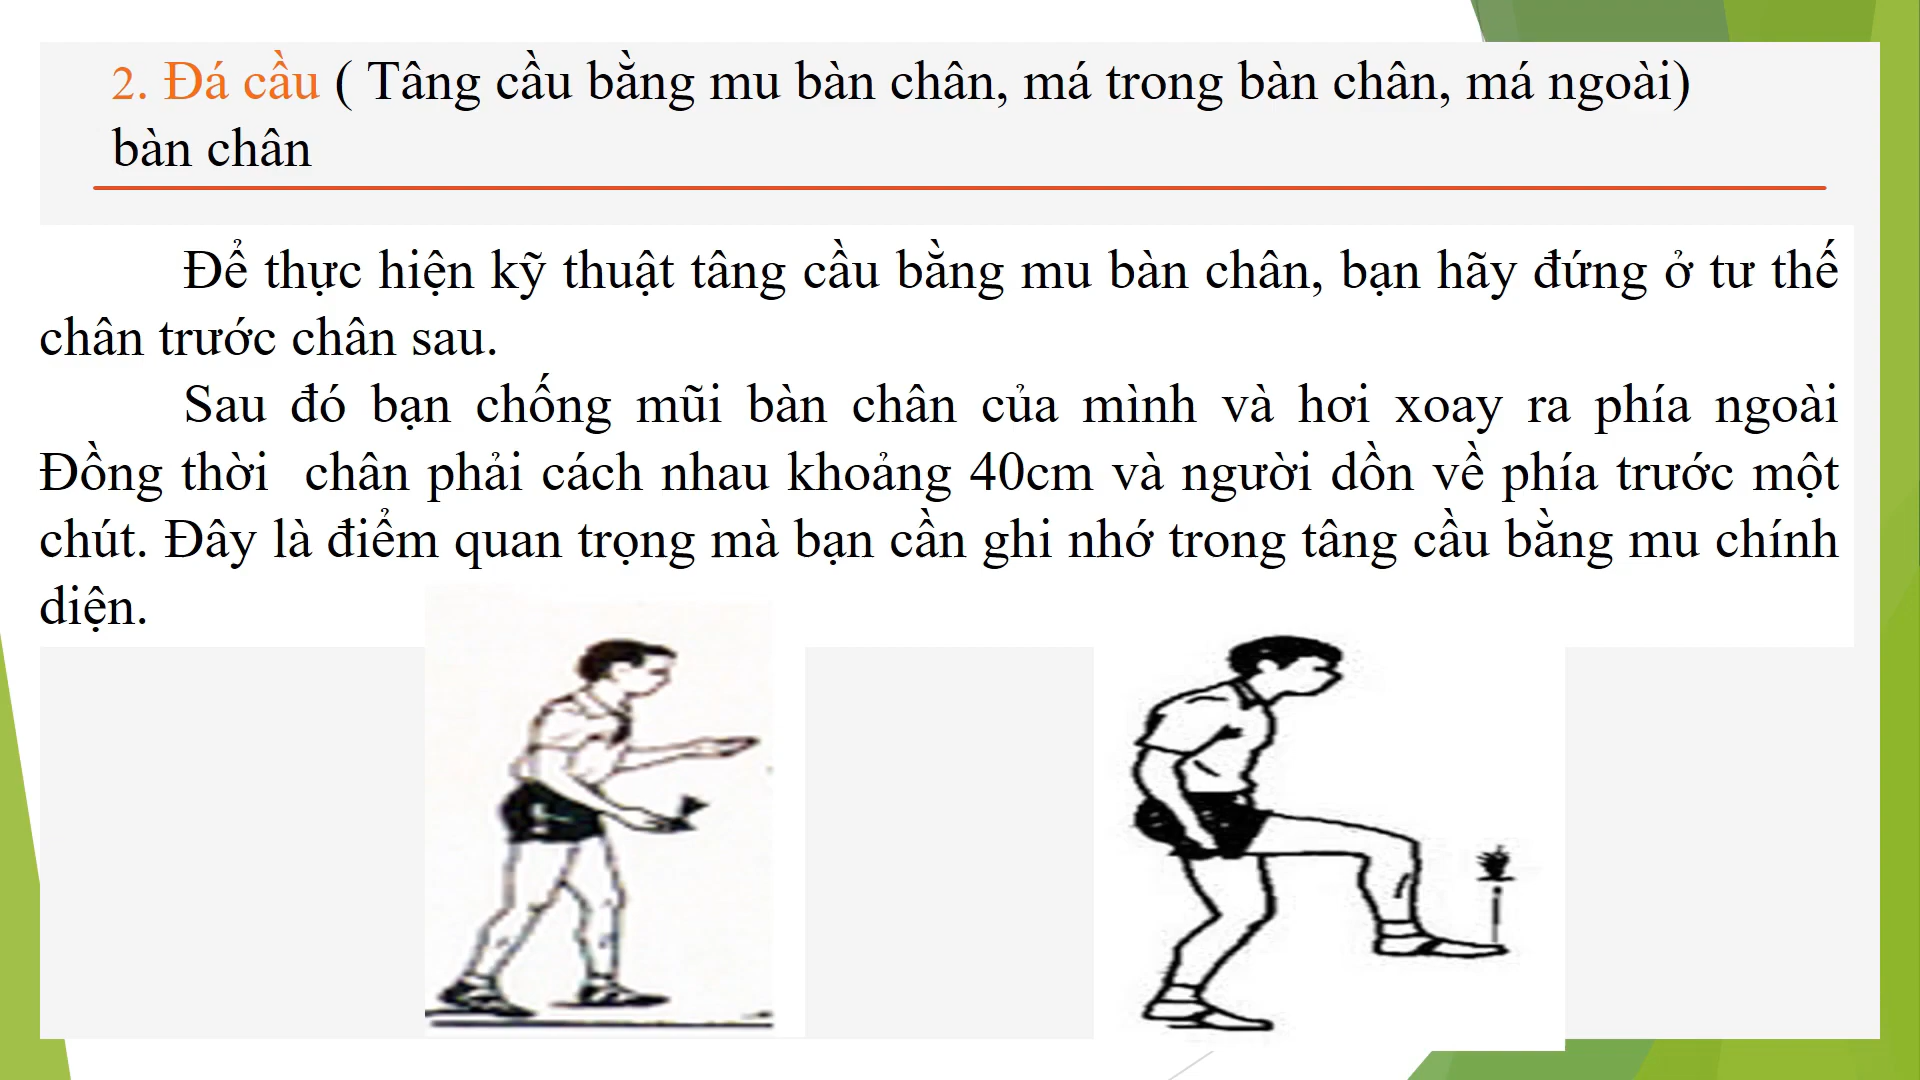 2. Đá cầu ( Tâng cầu bằng mu bàn chân, má trong bàn chân, má ngoài)
bàn chân
Để thực hiện kỹ thuật tâng cầu bằng mu bàn chân, bạn hãy đứng ở tư thế
chân trước chân sau.
Sau đó bạn chống mũi bàn chân của mình và hơi xoay ra phía ngoài
Đồng thời  chân phải cách nhau khoảng 40cm và người dồn về phía trước một
chút. Đây là điểm quan trọng mà bạn cần ghi nhớ trong tâng cầu bằng mu chính
diện.